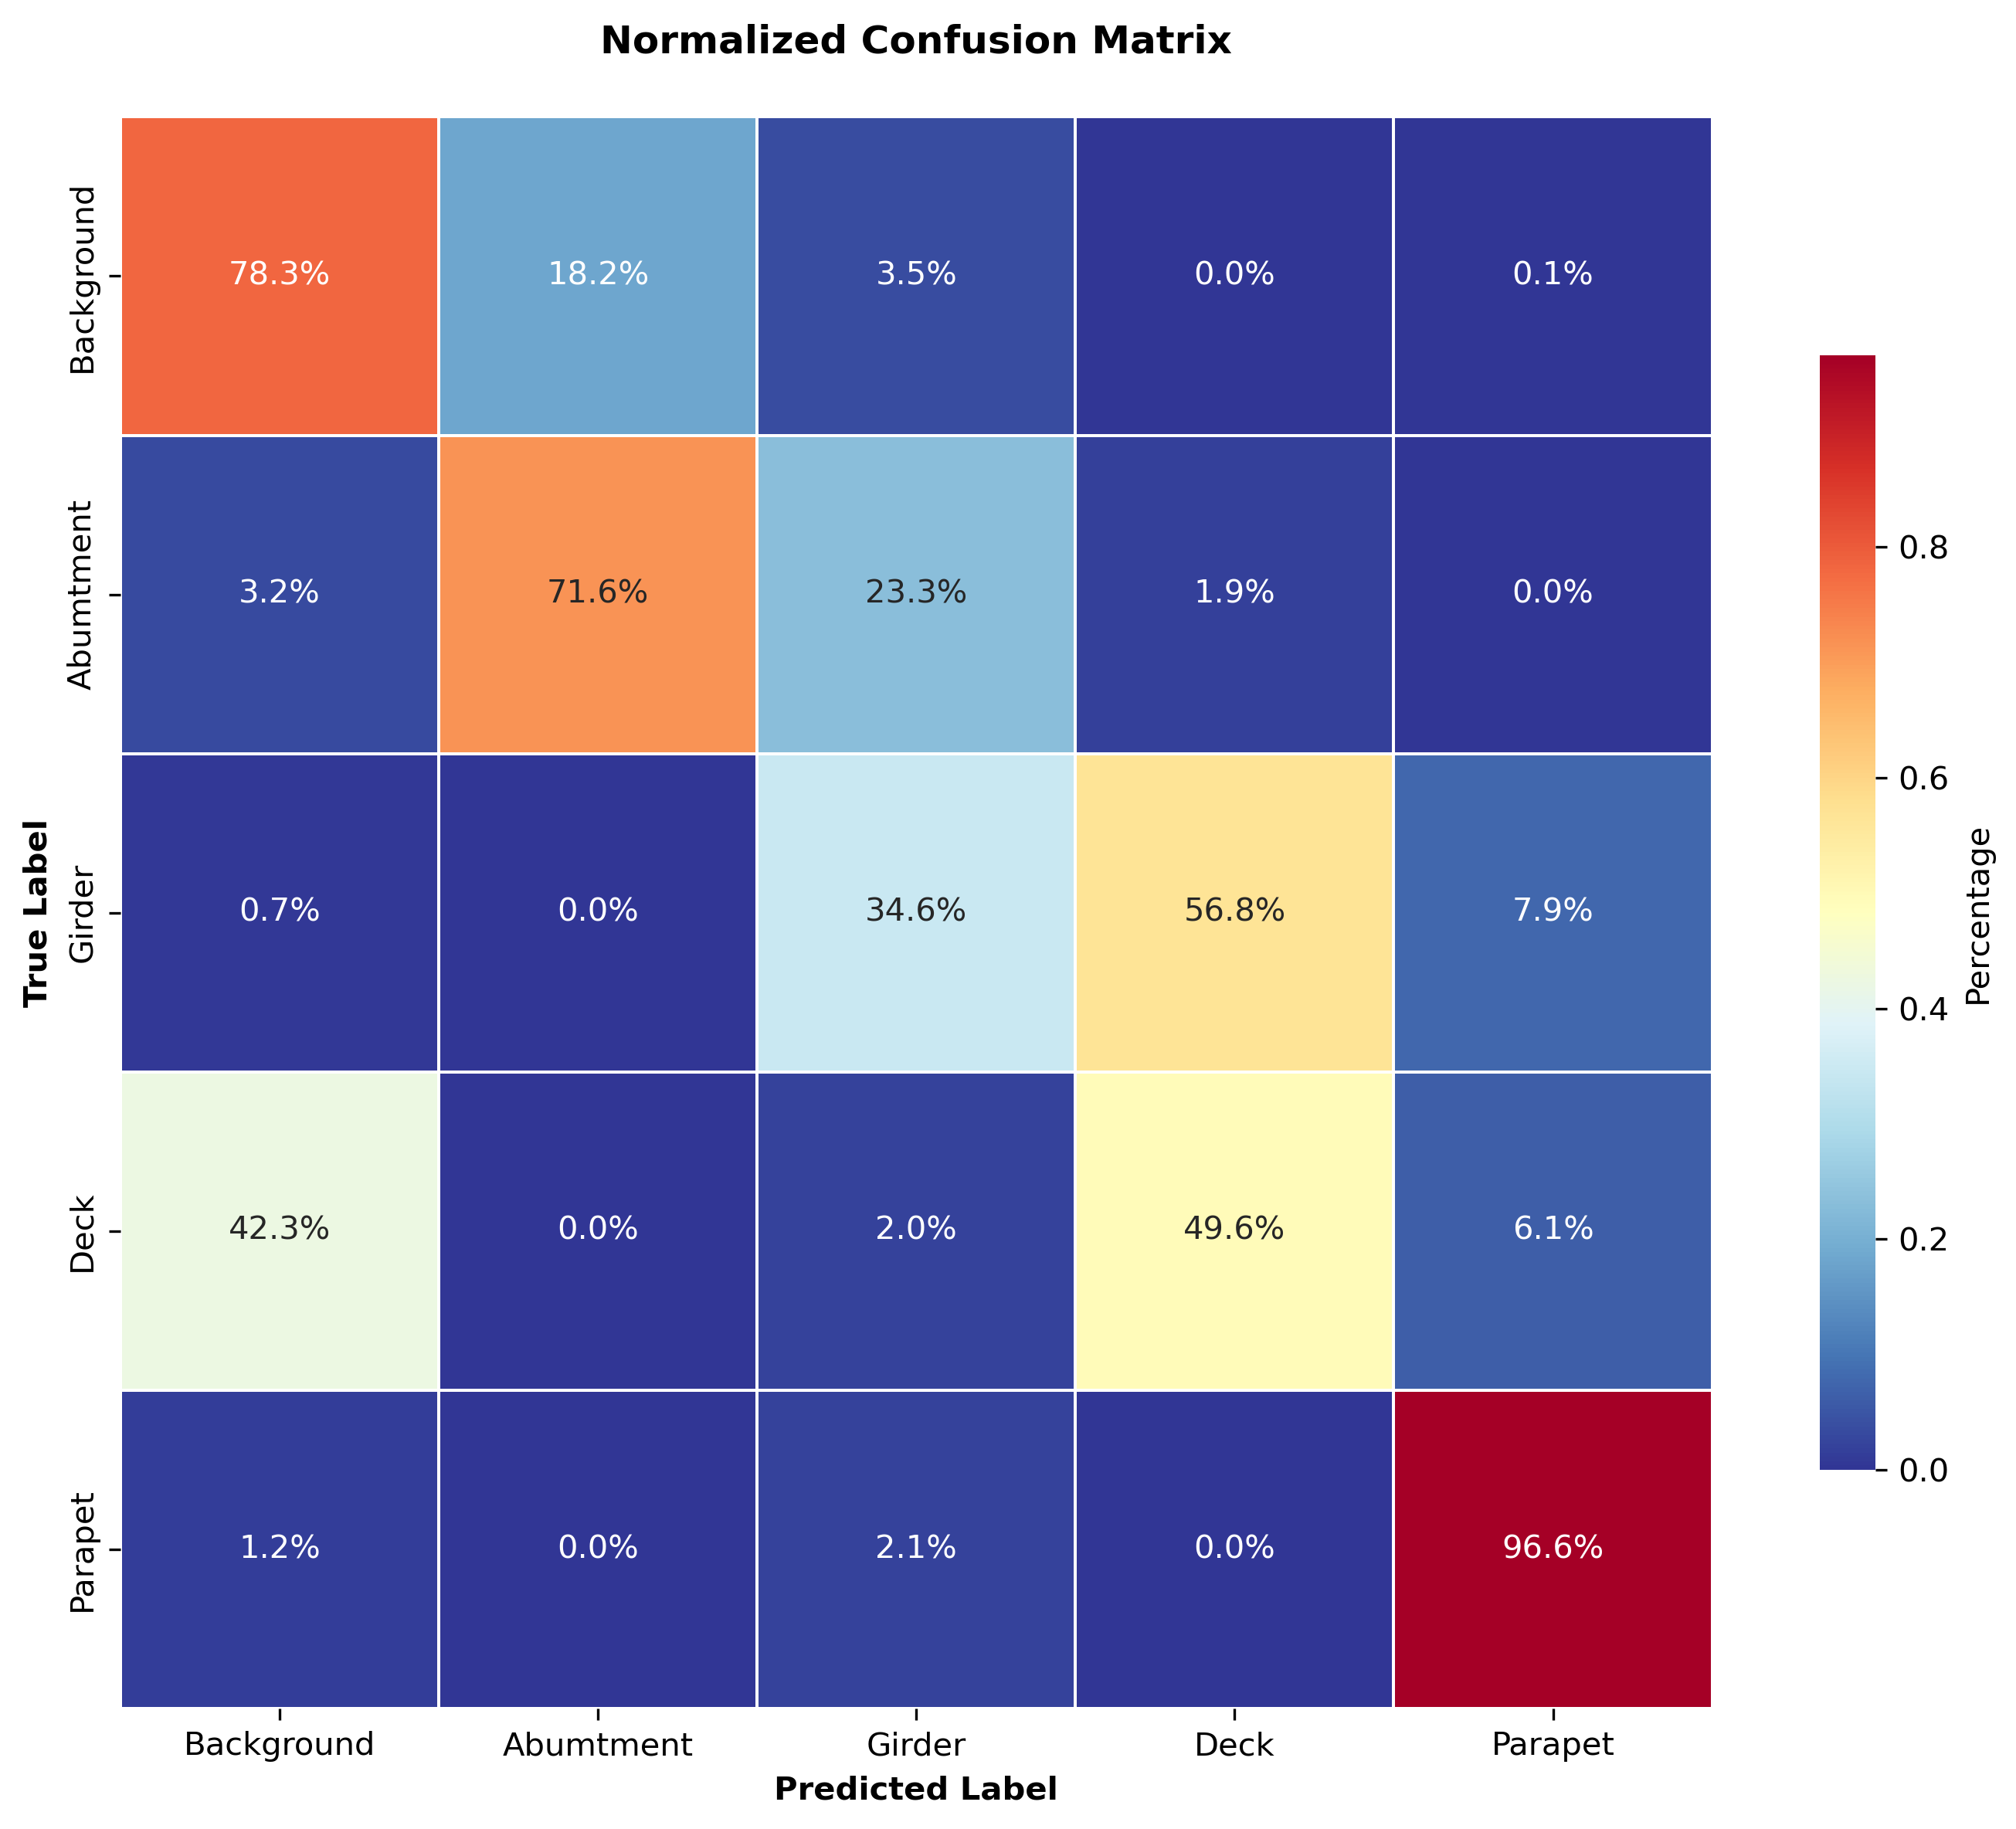 Normalized Confusion Matrix
True Label
Background
78.3% 18.2% 3.5% 0.0% 0.1%
Abumtment
3.2% 71.6% 23.3% 1.9% 0.0%
Girder
0.7% 0.0% 34.6% 56.8% 7.9%
Deck
42.3% 0.0% 2.0% 49.6% 6.1%
Parapet
1.2% 0.0% 2.1% 0.0% 96.6%
Background Abumtment Girder Deck Parapet
Predicted Label
0.8
0.6
0.4
0.2
0.0
Percentage